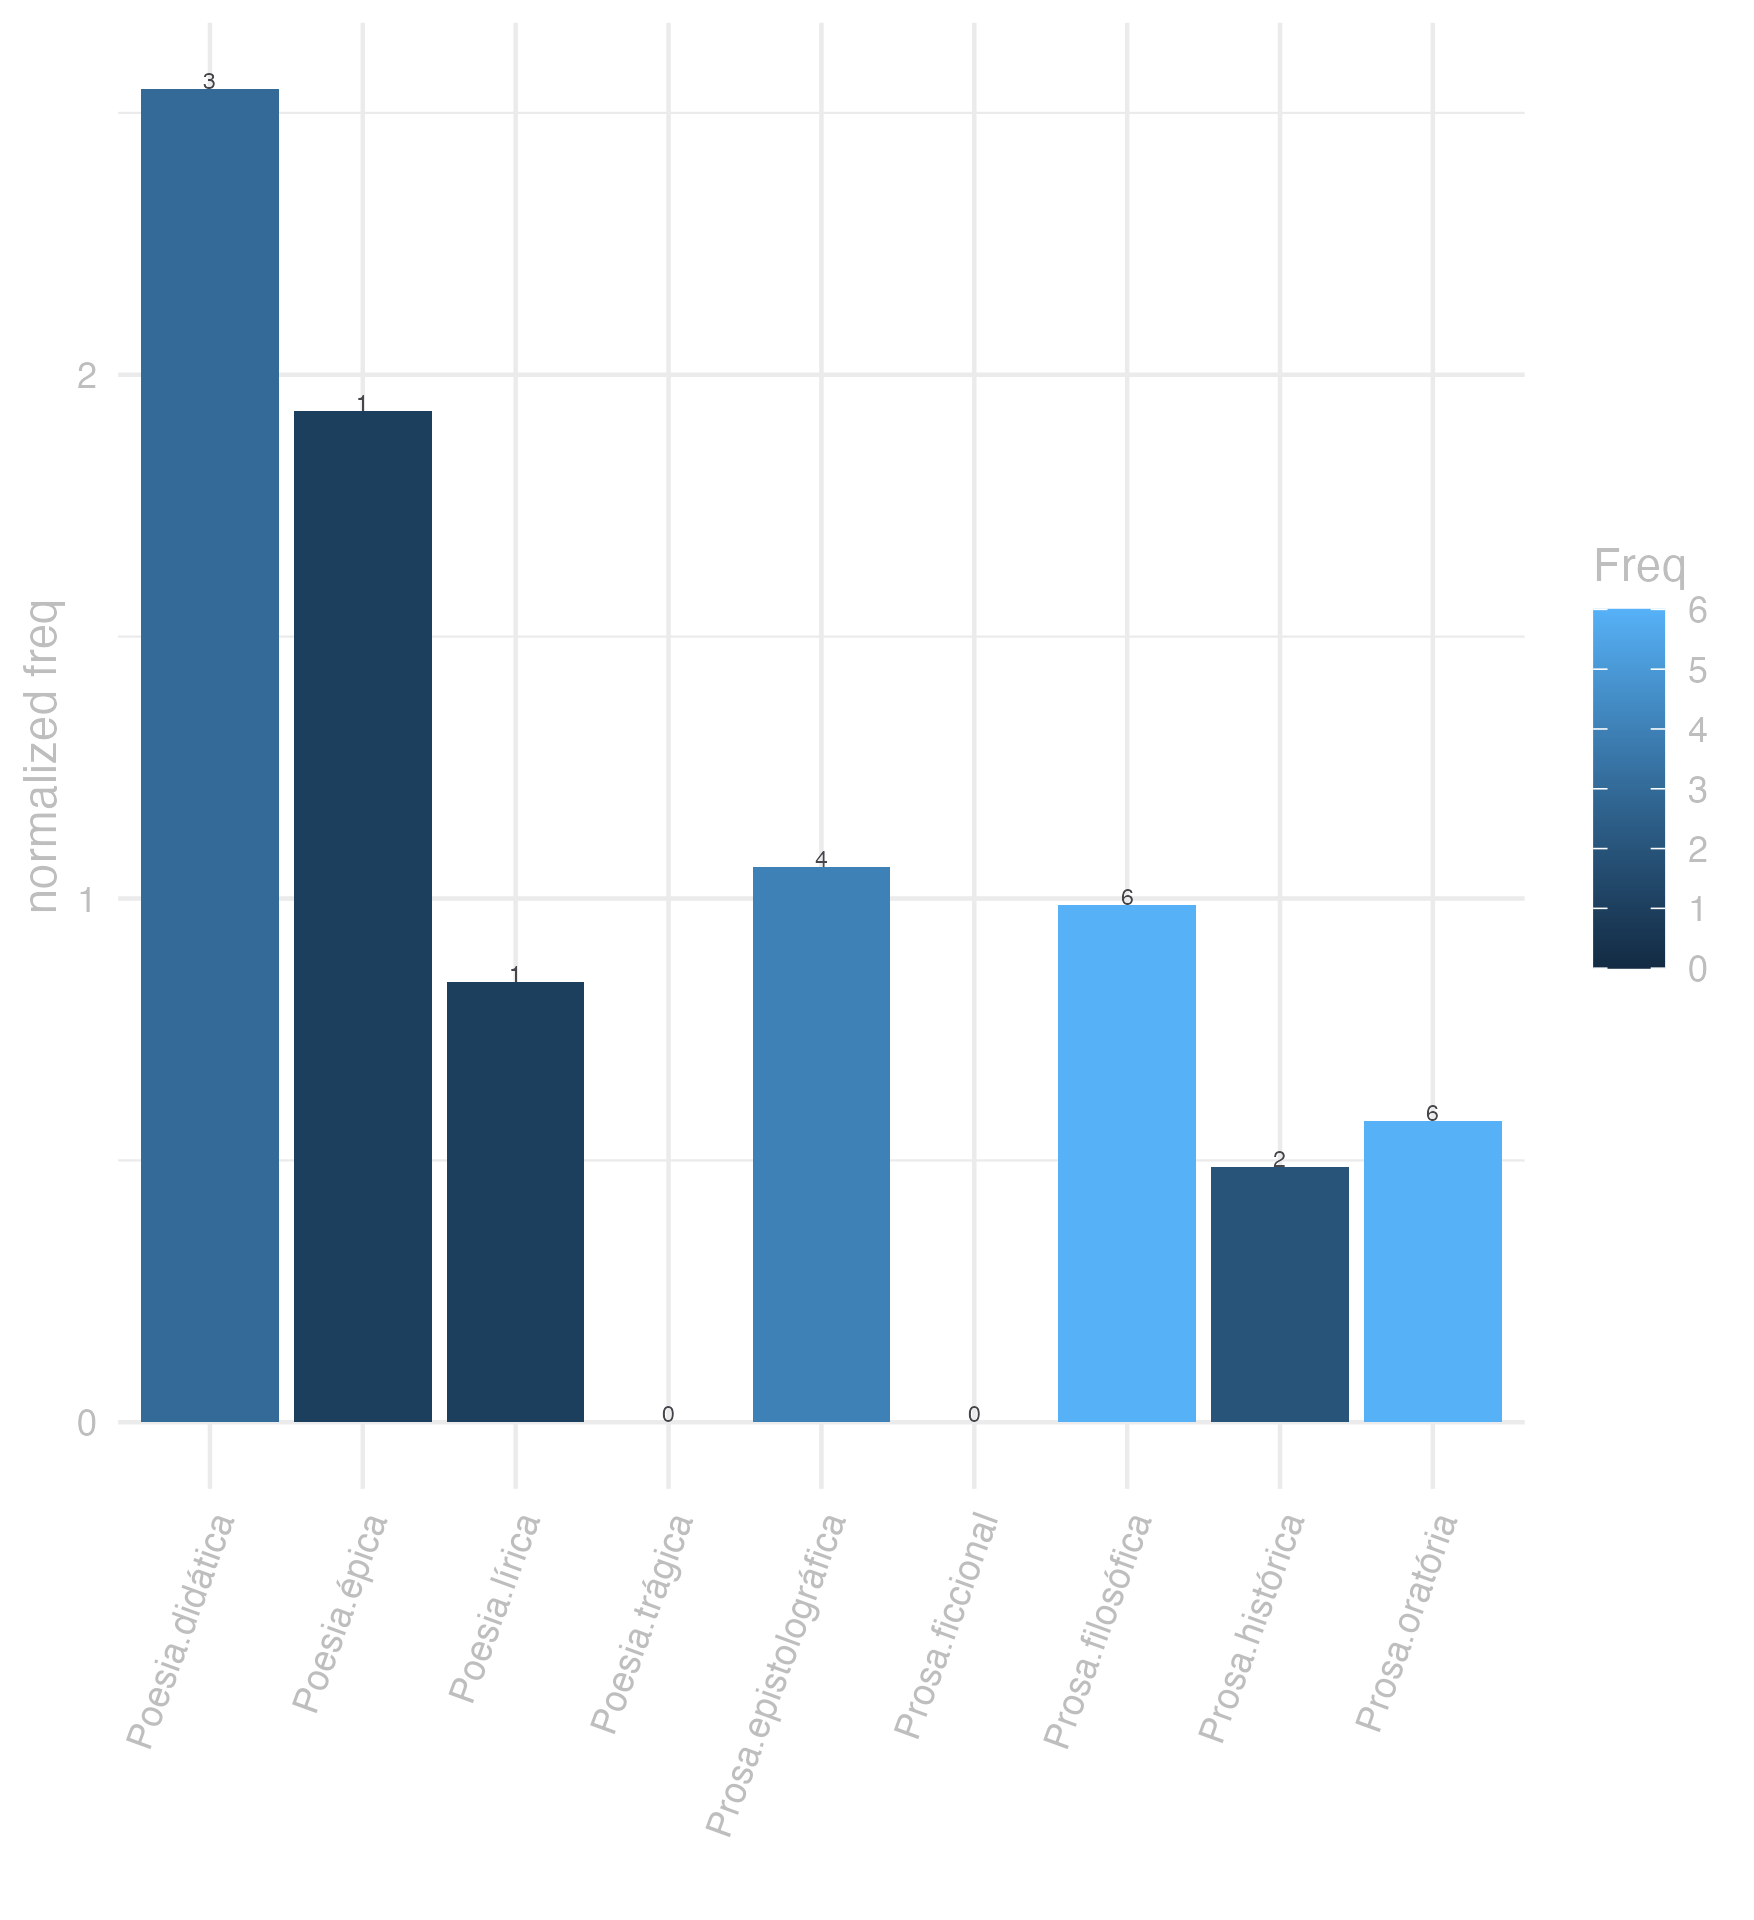 3
1
1
0
4
0
6
2
6
2
1
0
normalized freq
Poesia.didática
Poesia.épica
Poesia.lírica
Poesia.trágica
Prosa.epistolográfica
Prosa.ficcional
Prosa.filosófica
Prosa.histórica
Prosa.oratória
Freq
6
5
4
3
2
1
0